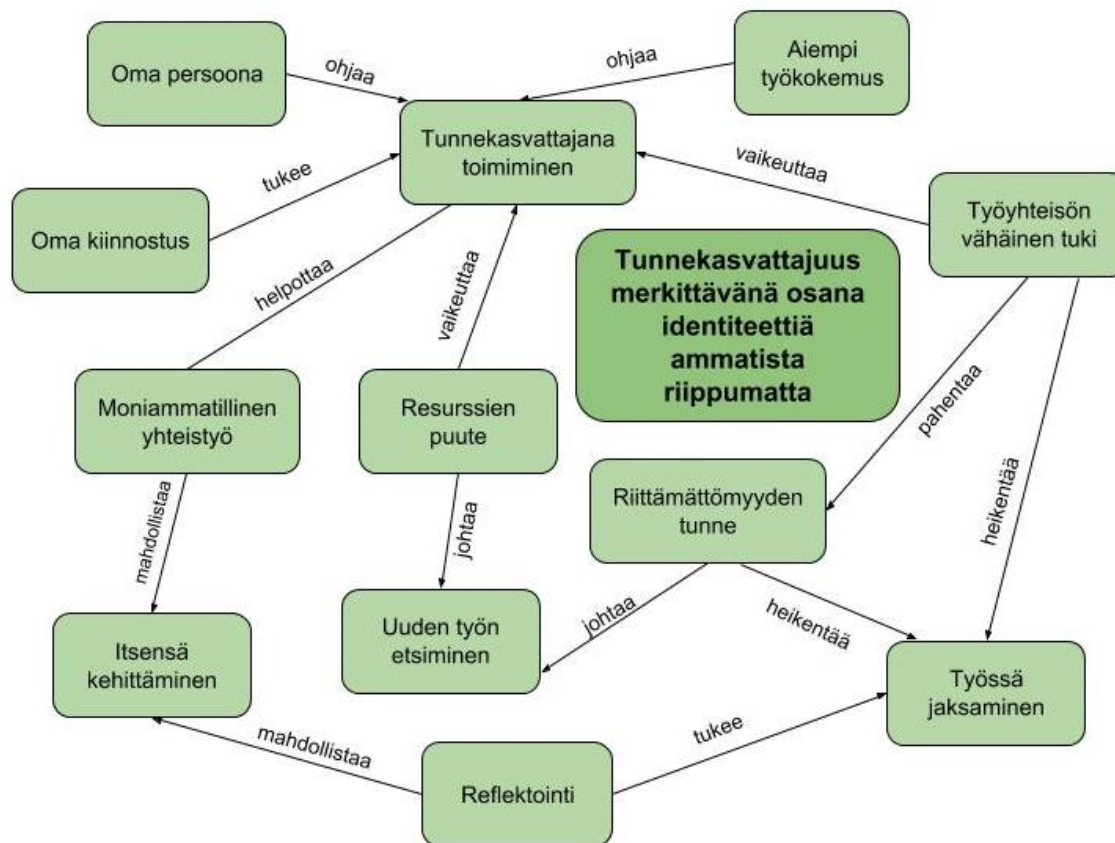 Oma persoona
ohjaa
ohjaa
Aiempi
työkokemus
Tunnekasvattajana
toimiminen
tukee
vaikeuttaa
Oma kiinnostus
Työyhteisön
vähäinen tuki
helpottaa
vaikeuttaa
Tunnekasvattajuus
merkittävänä osana
identiteettiä
ammatista
riippumatta
Moniammatillinen
yhteistyö
Resurssien
puute
pahentaa
heikentää
Riittämättömyyden
tunne
mahdollistaa
johtaa
johtaa
heikentää
Itsensä
kehittäminen
Uuden työn
etsiminen
Työssä
jaksaminen
mahdollistaa
tukee
Reflektointi